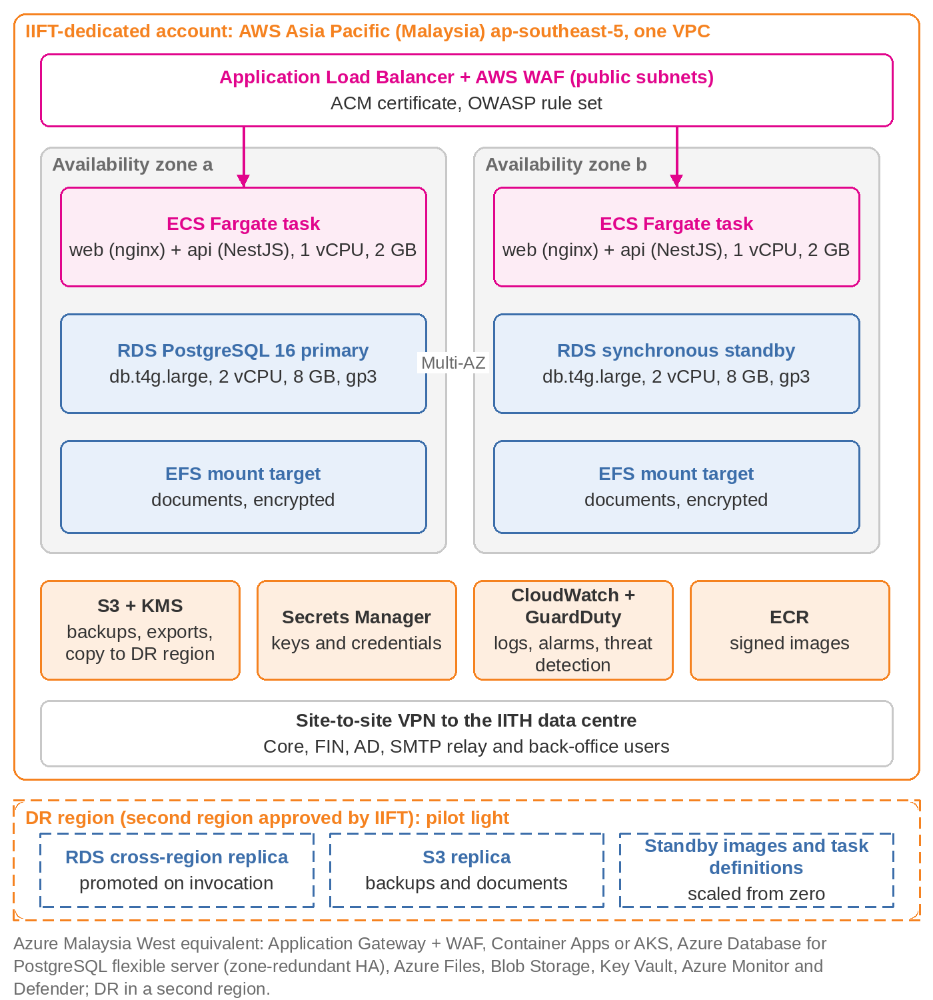 IIFT-dedicated account: AWS Asia Pacific (Malaysia) ap-southeast-5, one VPC
Application Load Balancer + AWS WAF (public subnets)
ACM certificate, OWASP rule set
Availability zone a
ECS Fargate task
web (nginx) + api (NestJS), 1 vCPU, 2 GB
RDS PostgreSQL 16 primary
db.t4g.large, 2 vCPU, 8 GB, gp3
EFS mount target
documents, encrypted
Multi-AZ
Availability zone b
ECS Fargate task
web (nginx) + api (NestJS), 1 vCPU, 2 GB
RDS synchronous standby
db.t4g.large, 2 vCPU, 8 GB, gp3
EFS mount target
documents, encrypted
S3 + KMS
backups, exports,
copy to DR region
Secrets Manager
keys and credentials
CloudWatch +
GuardDuty
logs, alarms, threat
detection
ECR
signed images
Site-to-site VPN to the IITH data centre
Core, FIN, AD, SMTP relay and back-office users
DR region (second region approved by IIFT): pilot light
RDS cross-region replica
promoted on invocation
S3 replica
backups and documents
Standby images and task
definitions
scaled from zero
Azure Malaysia West equivalent: Application Gateway + WAF, Container Apps or AKS, Azure Database for
PostgreSQL flexible server (zone-redundant HA), Azure Files, Blob Storage, Key Vault, Azure Monitor and
Defender; DR in a second region.